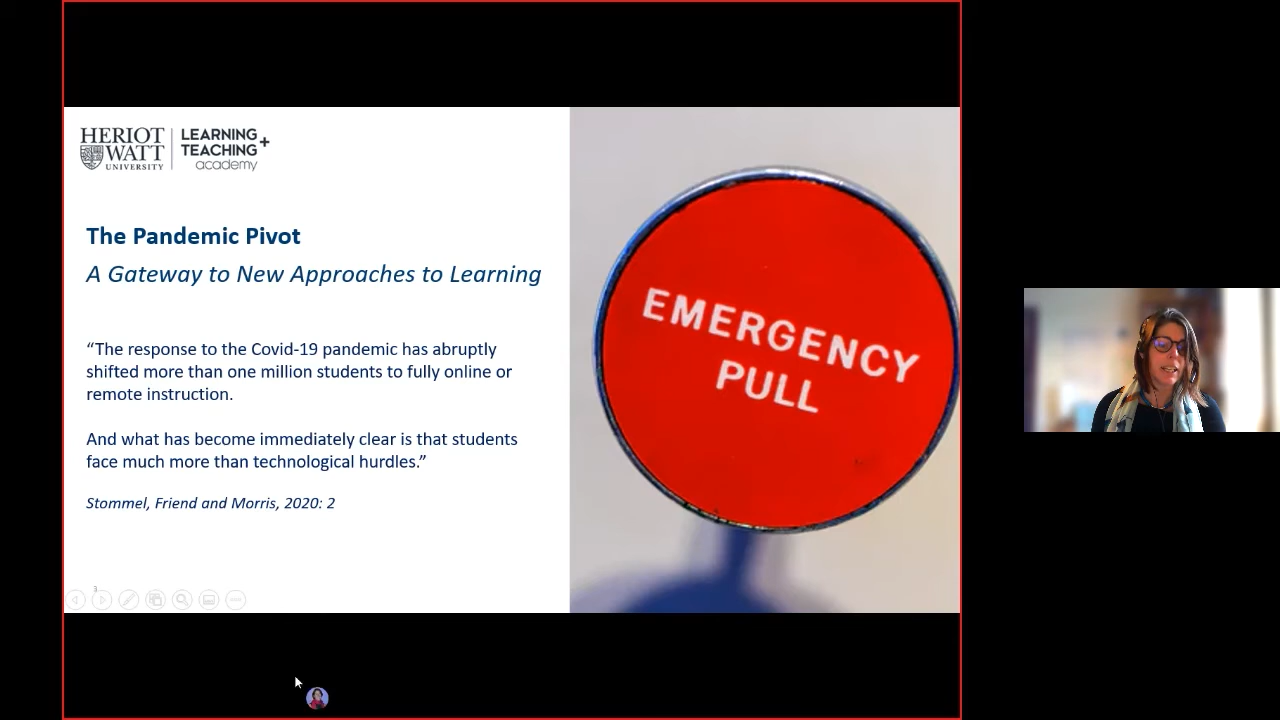 HERIOT
WATT
UNIVERSITY
LEARNING+
TEACHING
academy
The Pandemic Pivot
A Gateway to New Approaches to Learning
“The response to the Covid-19 pandemic has abruptly
shifted more than one million students to fully online or
remote instruction.
And what has become immediately clear is that students
face much more than technological hurdles.”
Stommel, Friend and Morris, 2020: 2
3
EMERGENCY
PULL